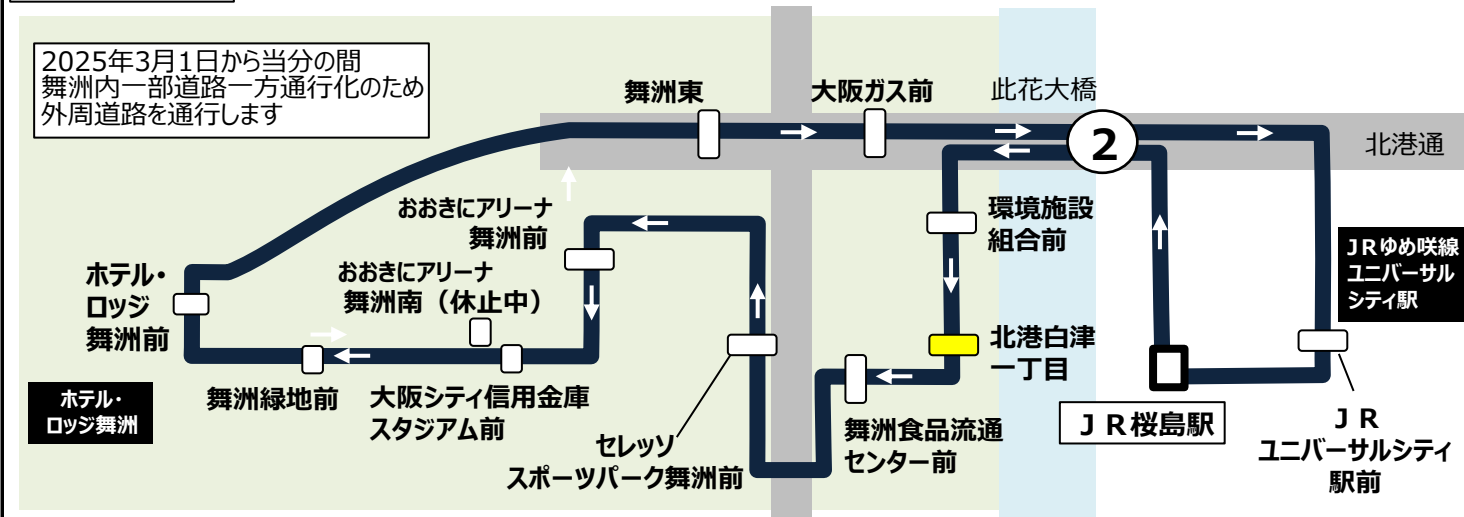 2025年3月1日から当分の間
舞洲内一部道路一方通行化のため
外周道路を通行します
舞洲東
大阪ガス前
此花大橋
2
北港通
おおきにアリーナ
舞洲前
環境施設
組合前
JRゆめ咲線
ユニバーサル
シティ駅
ホテル・
ロッジ
舞洲前
おおきにアリーナ
舞洲南（休止中）
北港白津
一丁目
ホテル・
ロッジ舞洲
舞洲緑地前
大阪シティ信用金庫
スタジアム前
セレッソ
スポーツパーク舞洲前
舞洲食品流通
センター前
ＪＲ桜島駅
ＪＲ
ユニバーサルシティ
駅前